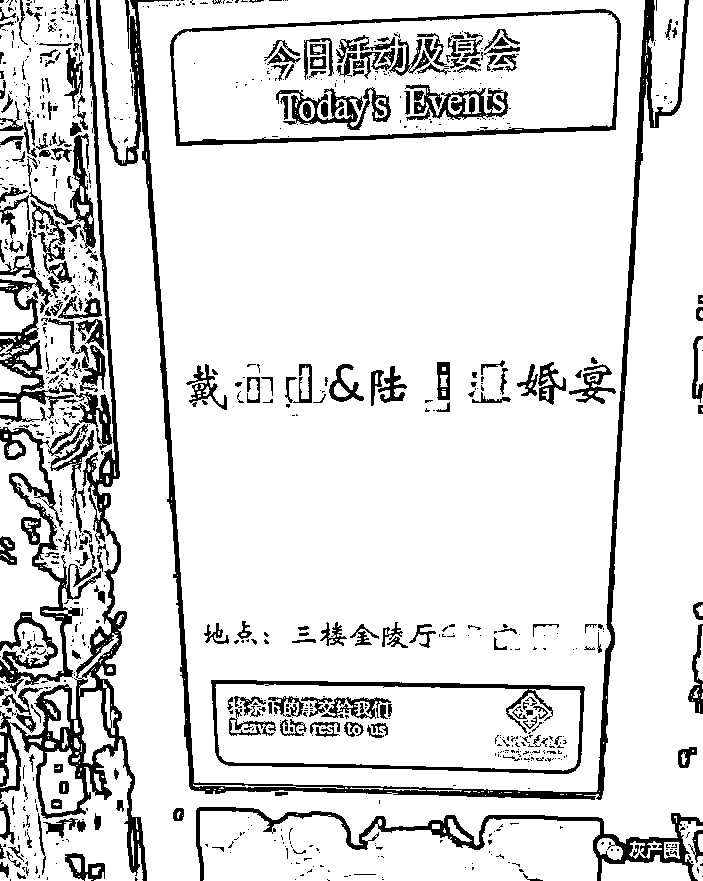 今日活动及宴会
Today's Events
戴 &陆 婚宴
地点：三楼金陵厅
将余下的事交给我们
Leave the rest to us
灰产圈